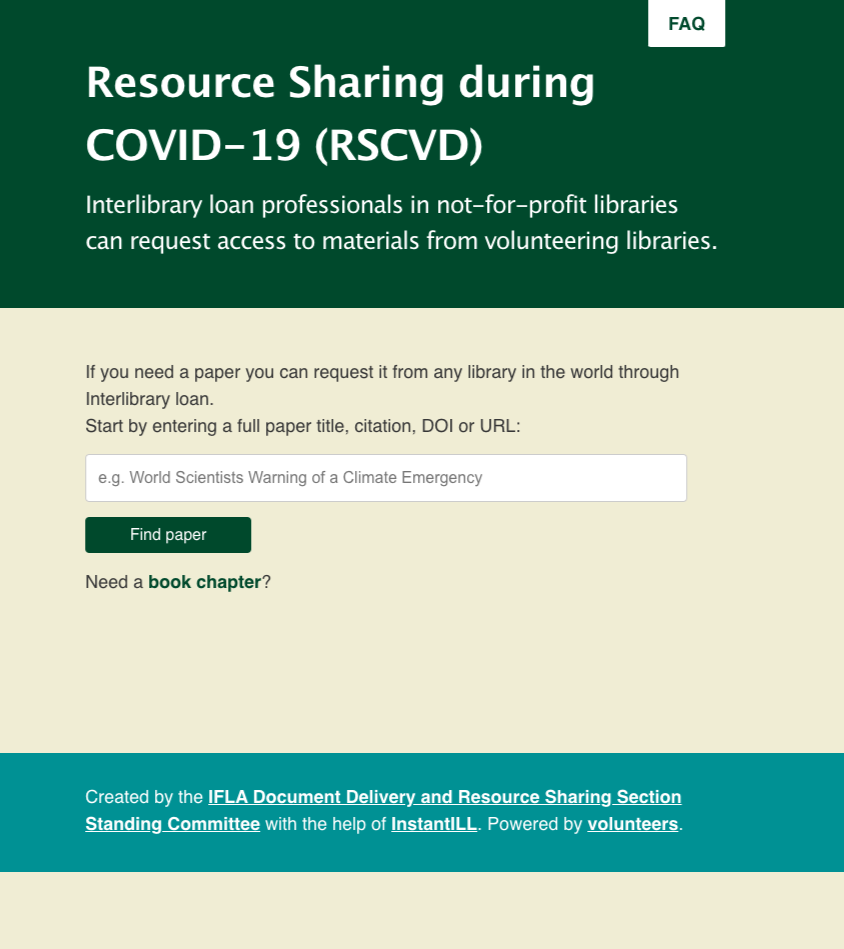 FAQ
Resource Sharing during
COVID-19 (RSCVD)
Interlibrary loan professionals in not-for-profit libraries
can request access to materials from volunteering libraries.
If you need a paper you can request it from any library in the world through
Interlibrary loan.
Start by entering a full paper title, citation, DOI or URL:
e.g. World Scientists Warning of a Climate Emergency
Find paper
Need a book chapter?
Created by the IFLA Document Delivery and Resource Sharing Section
Standing Committee with the help of InstantILL. Powered by volunteers.